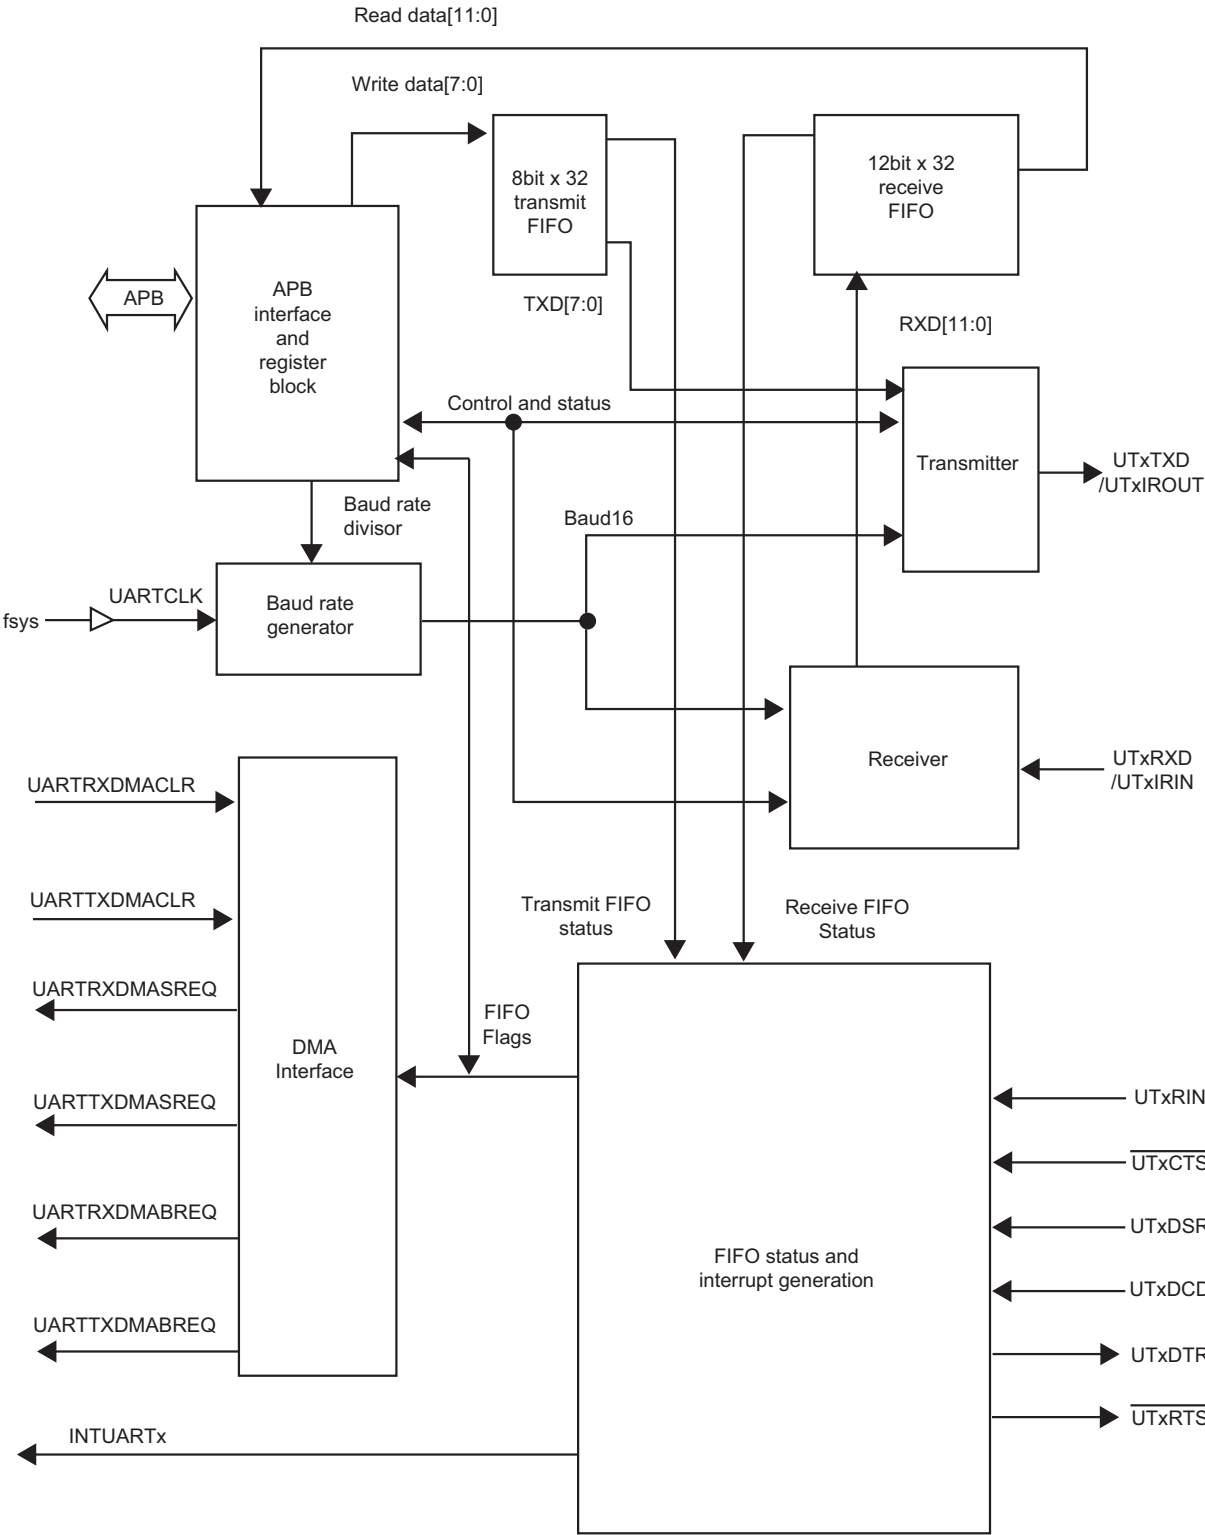 Read data[11:0]
Write data[7:0]
8bit x 32
transmit
FIFO
12bit x 32
receive
FIFO
APB
APB
interface
and
register
block
TXD[7:0]
RXD[11:0]
Control and status
Transmitter
UTxTXD
/UTxIROUT
Baud rate
divisor
Baud16
fsys
UARTCLK
Baud rate
generator
Receiver
UTxRXD
/UTxIRIN
UARTRXDMACLR
UARTTXDMACLR
Transmit FIFO
status
Receive FIFO
Status
UARTRXDMASREQ
FIFO
Flags
DMA
Interface
UARTTXDMASREQ
UTxRIN
UTxCTS
UARTRXDMABREQ
UTxDSR
FIFO status and
interrupt generation
UTxDCD
UARTTXDMABREQ
UTxDTR
UTxRTS
INTUARTx